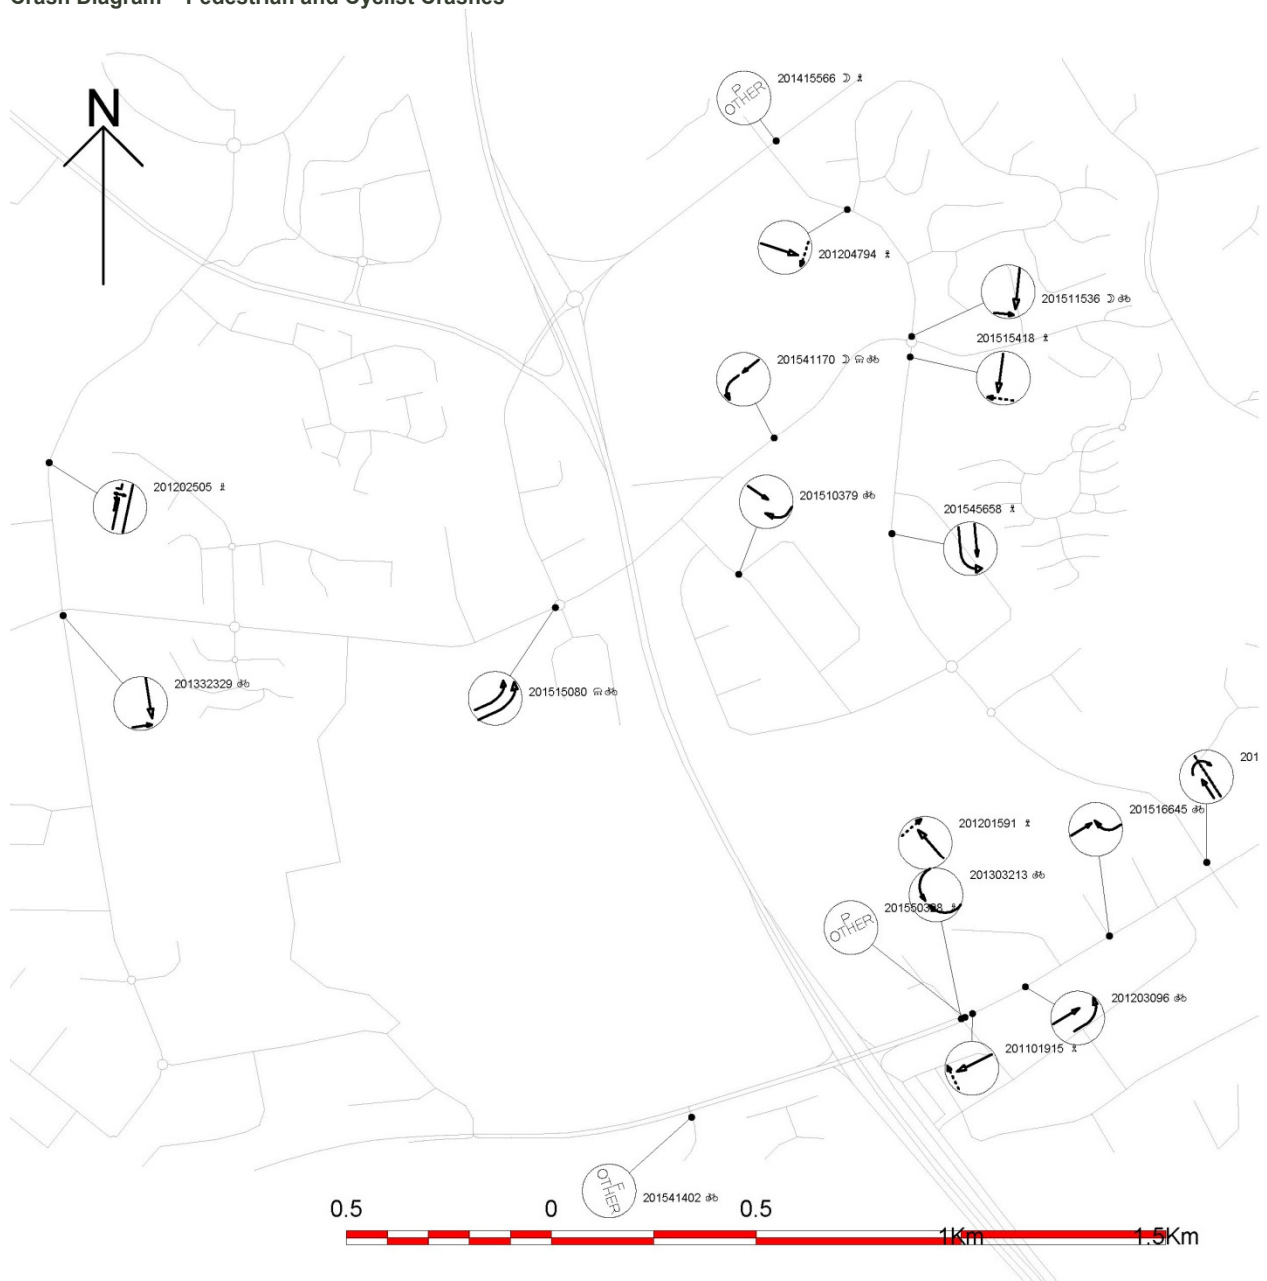 Crash Diagram – Pedestrian and Cyclist Crashes
N
201415566
P
OTHER
201204794
201511536
201515418
201541170
201202505
201510379
201545658
201332329
201515080
201
201516645
201201591
201303213
P
OTHER
201203096
201101915
F
OTHER
201541402
0.5 0 0.5 1Km 1.5Km